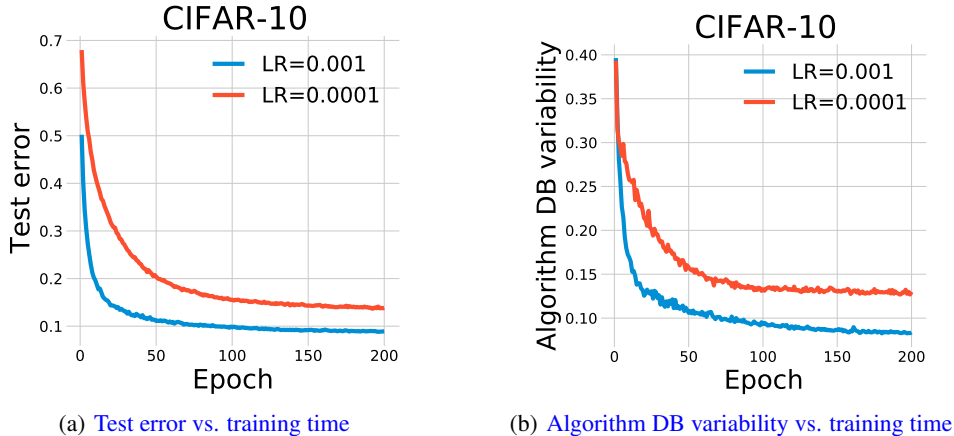 CIFAR-10
0.7
0.6
0.5
0.4
0.3
0.2
0.1
Test error
LR=0.001
LR=0.0001
0 50 100 150 200
Epoch
(a) Test error vs. training time
CIFAR-10
0.40
0.35
0.30
0.25
0.20
0.15
0.10
Algorithm DB variability
LR=0.001
LR=0.0001
0 50 100 150 200
Epoch
(b) Algorithm DB variability vs. training time